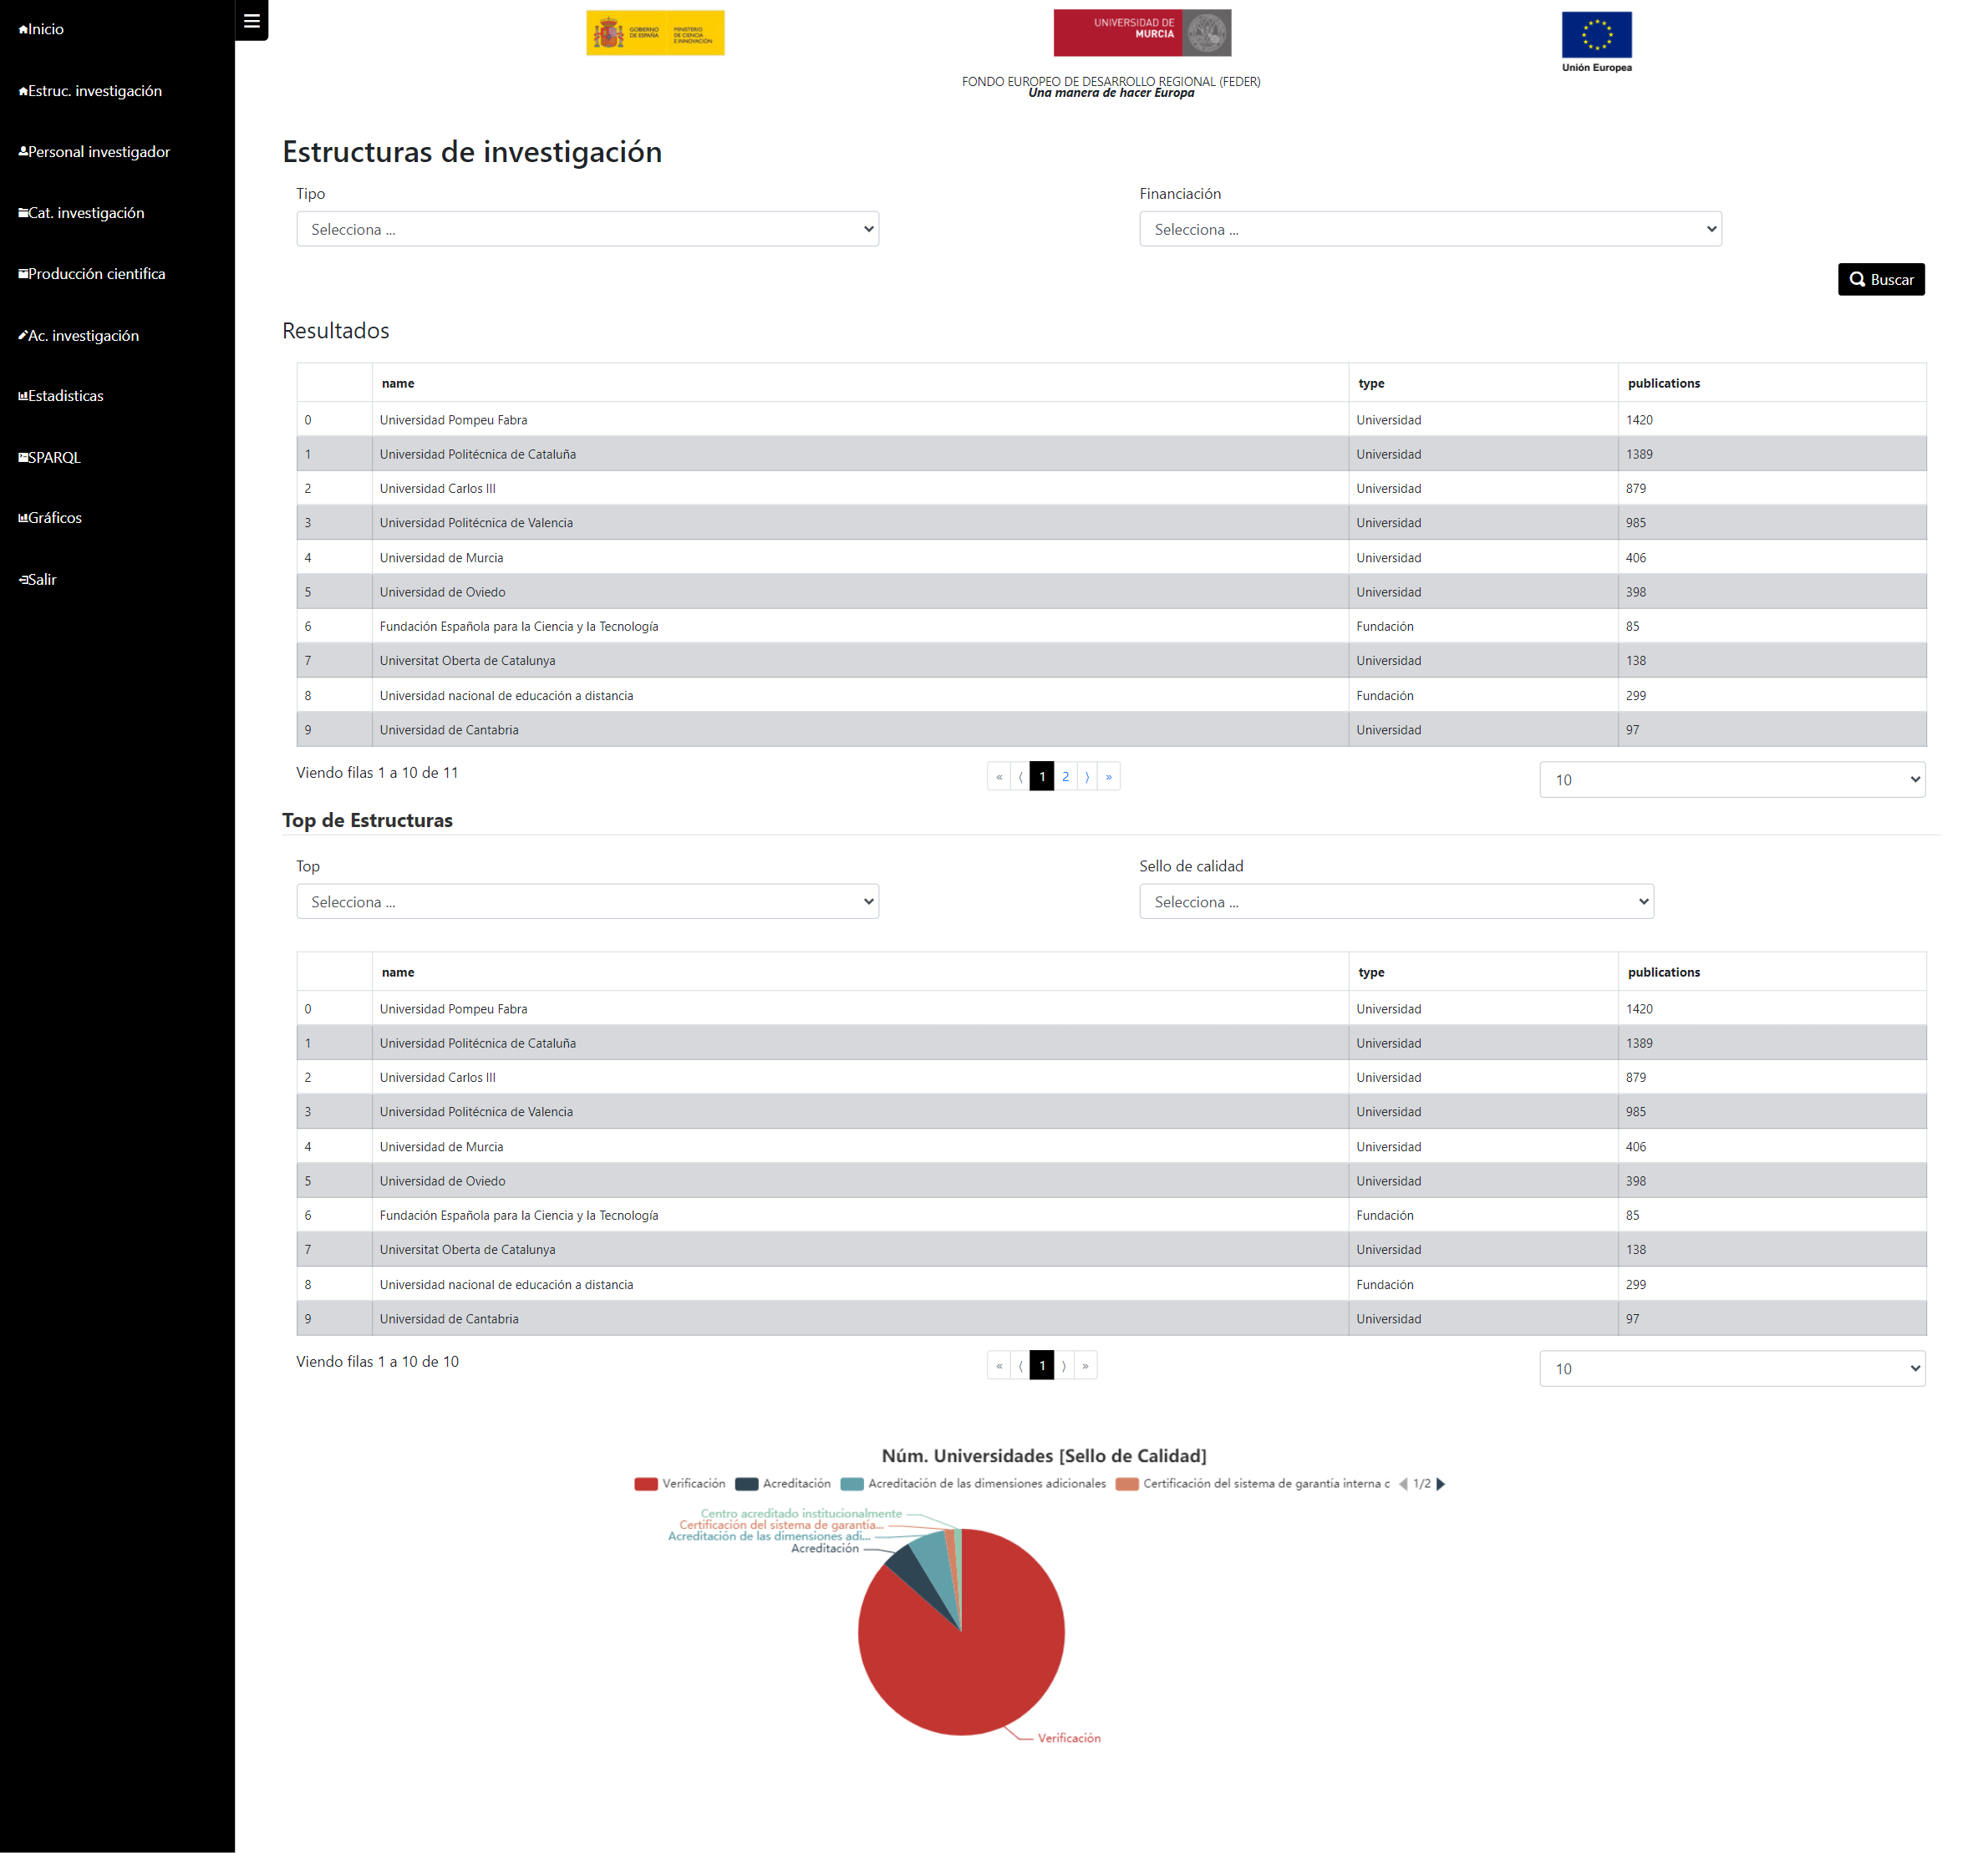 Inicio
Estruc. investigación
Personal investigador
Cat. investigación
Producción cientifica
Ac. investigación
Estadisticas
SPARQL
Gráficos
Salir
GOBIERNO DE ESPAÑA
MINISTERIO DE CIENCIA E INNOVACIÓN
UNIVERSIDAD DE
MURCIA
Unión Europea
FONDO EUROPEO DE DESARROLLO REGIONAL (FEDER)
Una manera de hacer Europa
Estructuras de investigación
Tipo Financiación
Selecciona ... Selecciona ...
Buscar
Resultados
name type publications
0 Universidad Pompeu Fabra Universidad 1420
1 Universidad Politécnica de Cataluña Universidad 1389
2 Universidad Carlos III Universidad 879
3 Universidad Politécnica de Valencia Universidad 985
4 Universidad de Murcia Universidad 406
5 Universidad de Oviedo Universidad 398
6 Fundación Española para la Ciencia y la Tecnología Fundación 85
7 Universitat Oberta de Catalunya Universidad 138
8 Universidad nacional de educación a distancia Fundación 299
9 Universidad de Cantabria Universidad 97
Viendo filas 1 a 10 de 11 « ⟨ 1 2 ⟩ » 10
Top de Estructuras
Top Sello de calidad
Selecciona ... Selecciona ...
name type publications
0 Universidad Pompeu Fabra Universidad 1420
1 Universidad Politécnica de Cataluña Universidad 1389
2 Universidad Carlos III Universidad 879
3 Universidad Politécnica de Valencia Universidad 985
4 Universidad de Murcia Universidad 406
5 Universidad de Oviedo Universidad 398
6 Fundación Española para la Ciencia y la Tecnología Fundación 85
7 Universitat Oberta de Catalunya Universidad 138
8 Universidad nacional de educación a distancia Fundación 299
9 Universidad de Cantabria Universidad 97
Viendo filas 1 a 10 de 10 « ⟨ 1 ⟩ » 10
Núm. Universidades [Sello de Calidad]
Verificación Acreditación Acreditación de las dimensiones adicionales Certificación del sistema de garantía interna c 1/2
Centro acreditado institucionalmente
Certificación del sistema de garantía...
Acreditación de las dimensiones adi...
Acreditación
Verificación